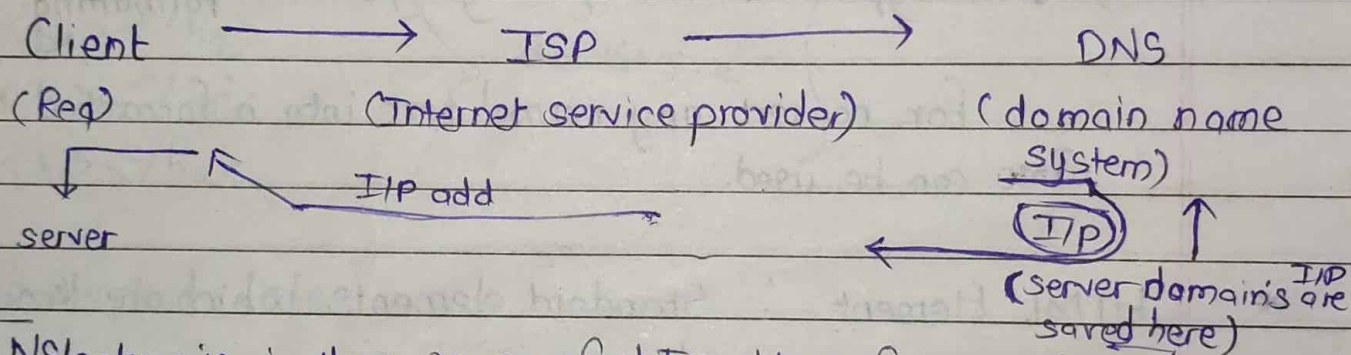 Client ISP DNS
(Req) (Internet service provider) (domain name
system)
I/P add
server I/P
(server domain's I/P are
saved here)